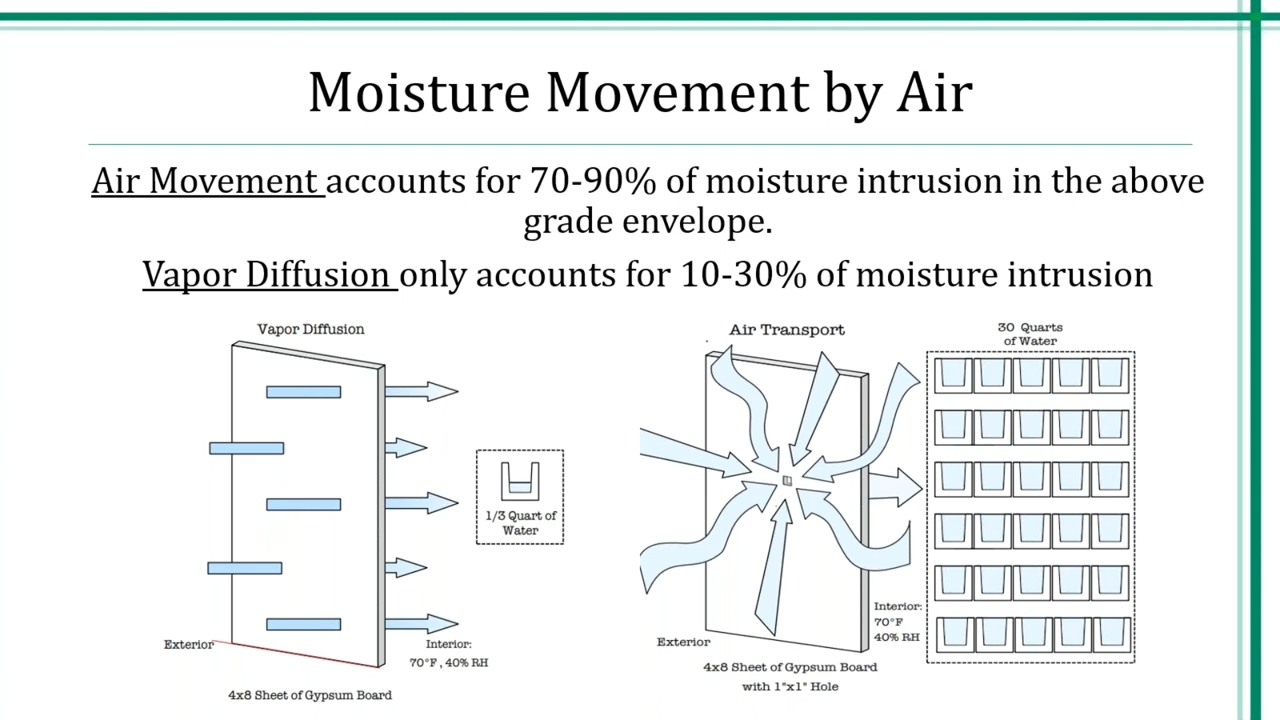 Moisture Movement by Air
Air Movement accounts for 70-90% of moisture intrusion in the above
grade envelope.
Vapor Diffusion only accounts for 10-30% of moisture intrusion
Vapor Diffusion
1/3 Quart of
Water
Exterior
Interior:
70°F , 40% RH
4x8 Sheet of Gypsum Board
Air Transport
30 Quarts
of Water
Interior:
70°F
40% RH
Exterior
4x8 Sheet of Gypsum Board
with 1"x1" Hole